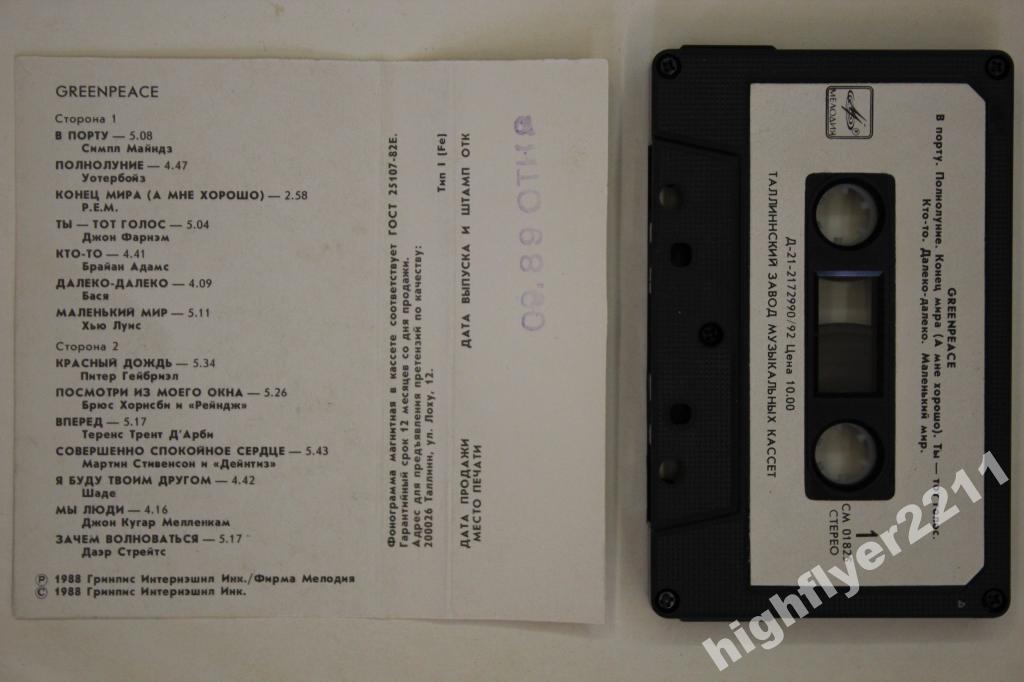 GREENPEACE
Сторона 1
В ПОРТУ — 5.08
Симпл Майндз
ПОЛНОЛУНИЕ — 4.47
Уотербойз
КОНЕЦ МИРА (А МНЕ ХОРОШО) — 2.58
Р.Е.М.
ТЫ — ТОТ ГОЛОС — 5.04
Джон Фарнэм
КТО-ТО — 4.41
Брайан Адамс
ДАЛЕКО-ДАЛЕКО — 4.09
Бася
МАЛЕНЬКИЙ МИР — 5.11
Хью Луис
Сторона 2
КРАСНЫЙ ДОЖДЬ — 5.34
Питер Гейбриэл
ПОСМОТРИ ИЗ МОЕГО ОКНА — 5.26
Брюс Хорнсби и «Рейндж»
ВПЕРЕД — 5.17
Теренс Трент Д'Арби
СОВЕРШЕННО СПОКОЙНОЕ СЕРДЦЕ — 5.43
Мартин Стивенсон и «Дейнтиз»
Я БУДУ ТВОИМ ДРУГОМ — 4.42
Шаде
МЫ ЛЮДИ — 4.16
Джон Кугар Мелленкам
ЗАЧЕМ ВОЛНОВАТЬСЯ — 5.17
Даэр Стрейтс
Ⓟ 1988 Гринпис Интернэшнл Инк./Фирма Мелодия
© 1988 Гринпис Интернэшнл Инк.
Фонограмма магнитная в кассете соответствует ГОСТ 25107-82Е.
Гарантийный срок 12 месяцев со дня продажи.
Адрес для предъявления претензий по качеству:
200026 Таллинн, ул. Лоху, 12.
Тип I (Fe)
ДАТА ВЫПУСКА И ШТАМП ОТК
ДАТА ПРОДАЖИ
МЕСТО ПЕЧАТИ
06.89
МЕЛОДИЯ
GREENPEACE
В порту. Полнолуние. Конец мира (А мне хорошо). Ты — тот голос.
Кто-то. Далеко-далеко. Маленький мир.
1
СМ 0182
СТЕРЕО
Д-21-2172990/92 Цена 10.00
ТАЛЛИННСКИЙ ЗАВОД МУЗЫКАЛЬНЫХ КАССЕТ
highflyer2211